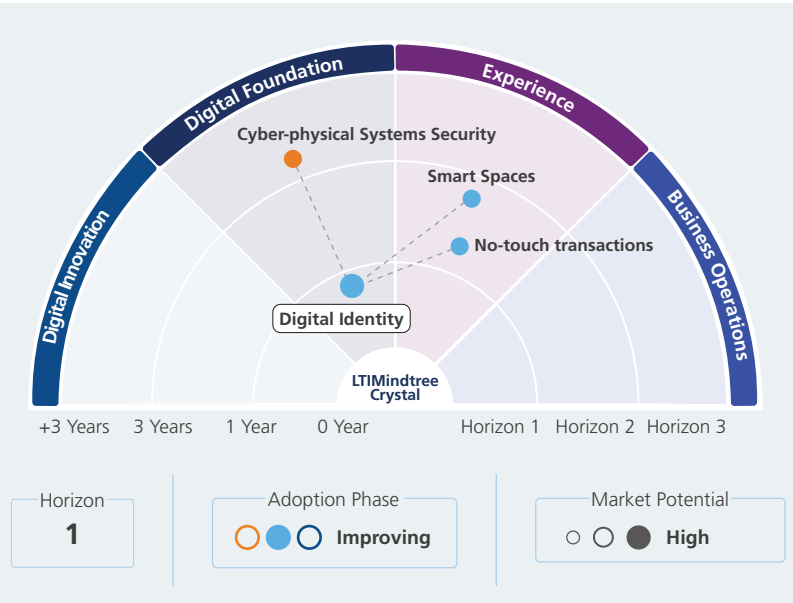 Digital Foundation
Experience
Digital Innovation
Business Operations
Cyber-physical Systems Security
Smart Spaces
No-touch transactions
Digital Identity
LTIMindtree
Crystal
+3 Years 3 Years 1 Year 0 Year Horizon 1 Horizon 2 Horizon 3
Horizon
1
Adoption Phase
Improving
Market Potential
High